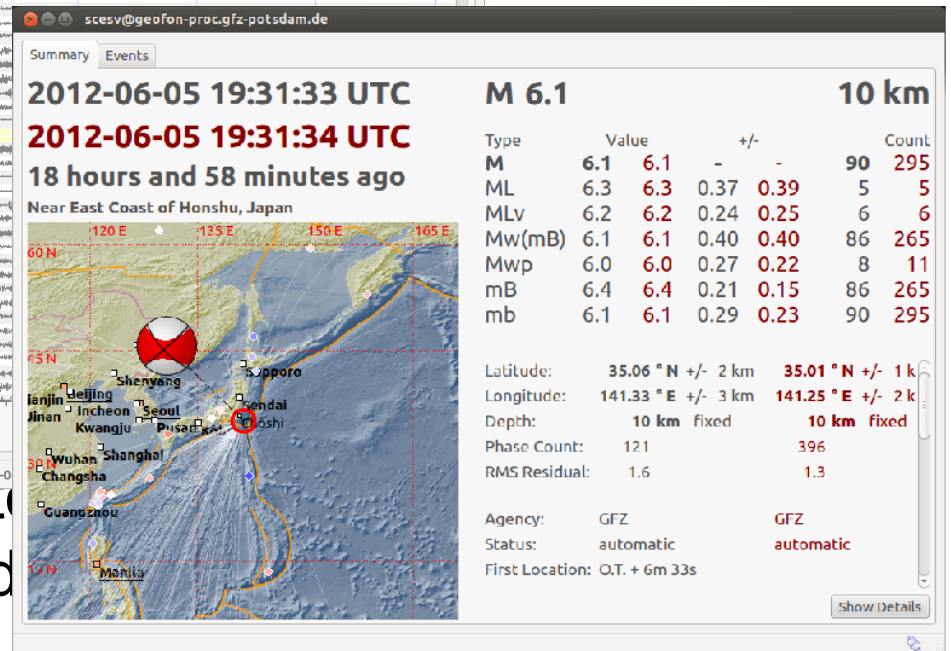 scesv@geofon-proc.gfz-potsdam.de
Summary Events
2012-06-05 19:31:33 UTC
2012-06-05 19:31:34 UTC
18 hours and 58 minutes ago
Near East Coast of Honshu, Japan
120 E 135 E 150 E 165 E
60 N
45 N
Sapporo
Shenyang
Beijing
Sendai
Jinan Incheon Seoul
Choshi
Kwangju
Wuhan Shanghai
30 N
Changsha
Guangzhou
Manila
M 6.1 10 km
Type Value +/- Count
M 6.1 6.1 - - 90 295
ML 6.3 6.3 0.37 0.39 5 5
MLv 6.2 6.2 0.24 0.25 6 6
Mw(mB) 6.1 6.1 0.40 0.40 86 265
Mwp 6.0 6.0 0.27 0.22 8 11
mB 6.4 6.4 0.21 0.15 86 265
mb 6.1 6.1 0.29 0.23 90 295
Latitude: 35.06 ° N +/- 2 km 35.01 ° N +/- 1 k
Longitude: 141.33 ° E +/- 3 km 141.25 ° E +/- 2 k
Depth: 10 km fixed 10 km fixed
Phase Count: 121 396
RMS Residual: 1.6 1.3
Agency: GFZ GFZ
Status: automatic automatic
First Location: O.T. + 6m 33s
Show Details